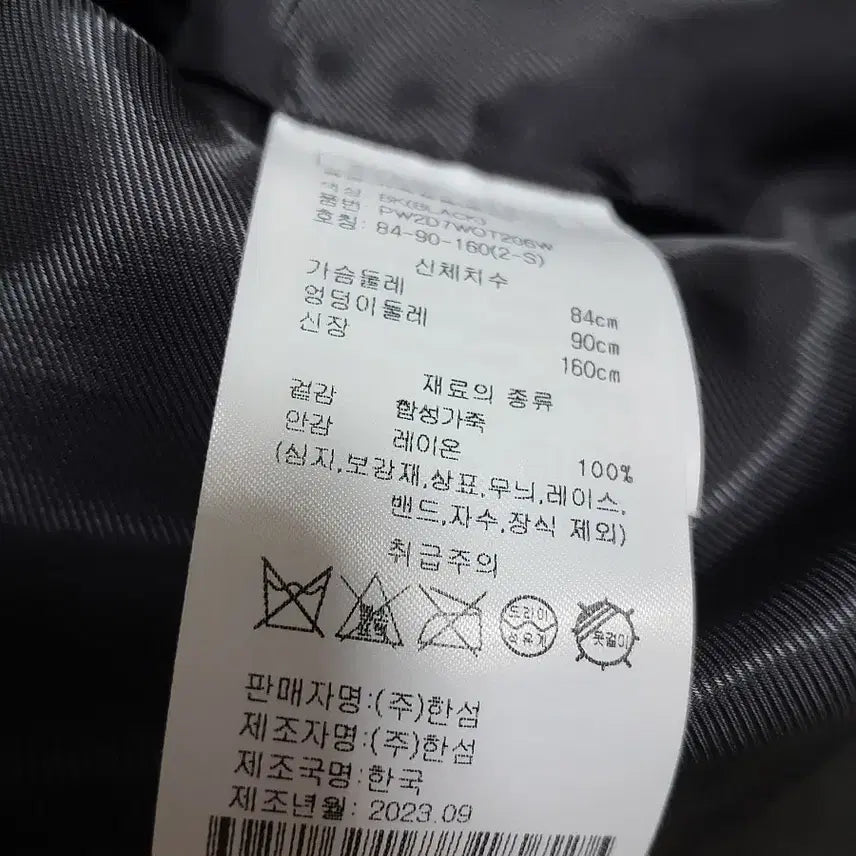 색상: BK(BLACK)
품번: PW2D7WOT206W
호칭: 84-90-160(2-S)
신체치수
가슴둘레 84cm
엉덩이둘레 90cm
신장 160cm
재료의 종류
겉감 합성가죽
안감 레이온 100%
(심지,보강재,상표,무늬,레이스,
밴드,자수,장식 제외)
취급주의
드라이
석유계
옷걸이
판매자명:(주)한섬
제조자명:(주)한섬
제조국명:한국
제조년월: 2023.09